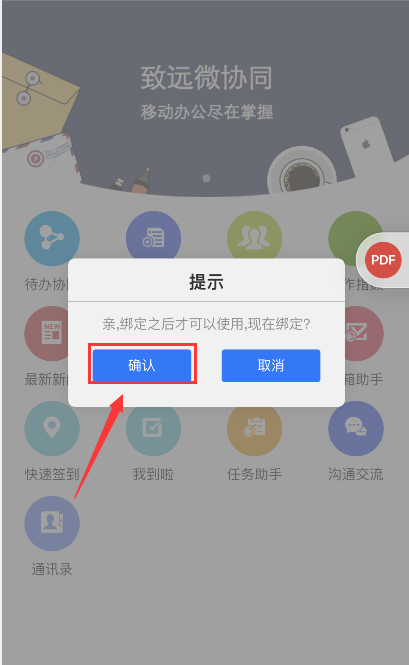 致远微协同
移动办公尽在掌握
PDF
待办协
提示
亲,绑定之后才可以使用,现在绑定?
确认
取消
NEW
最新新
箱助手
快速签到
我到啦
任务助手
沟通交流
通讯录